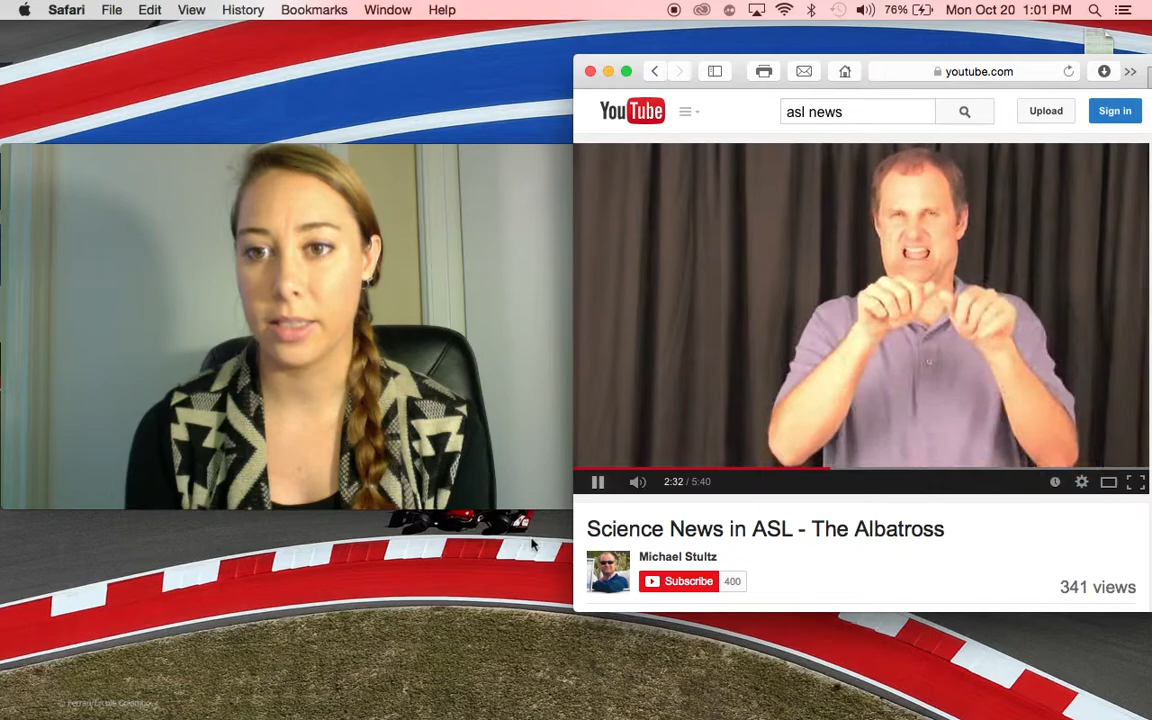 Safari File Edit View History Bookmarks Window Help 76% Mon Oct 20 1:01 PM
youtube.com
YouTube asl news Upload Sign in
2:32 / 5:40
Science News in ASL - The Albatross
Michael Stultz
Subscribe 400
341 views